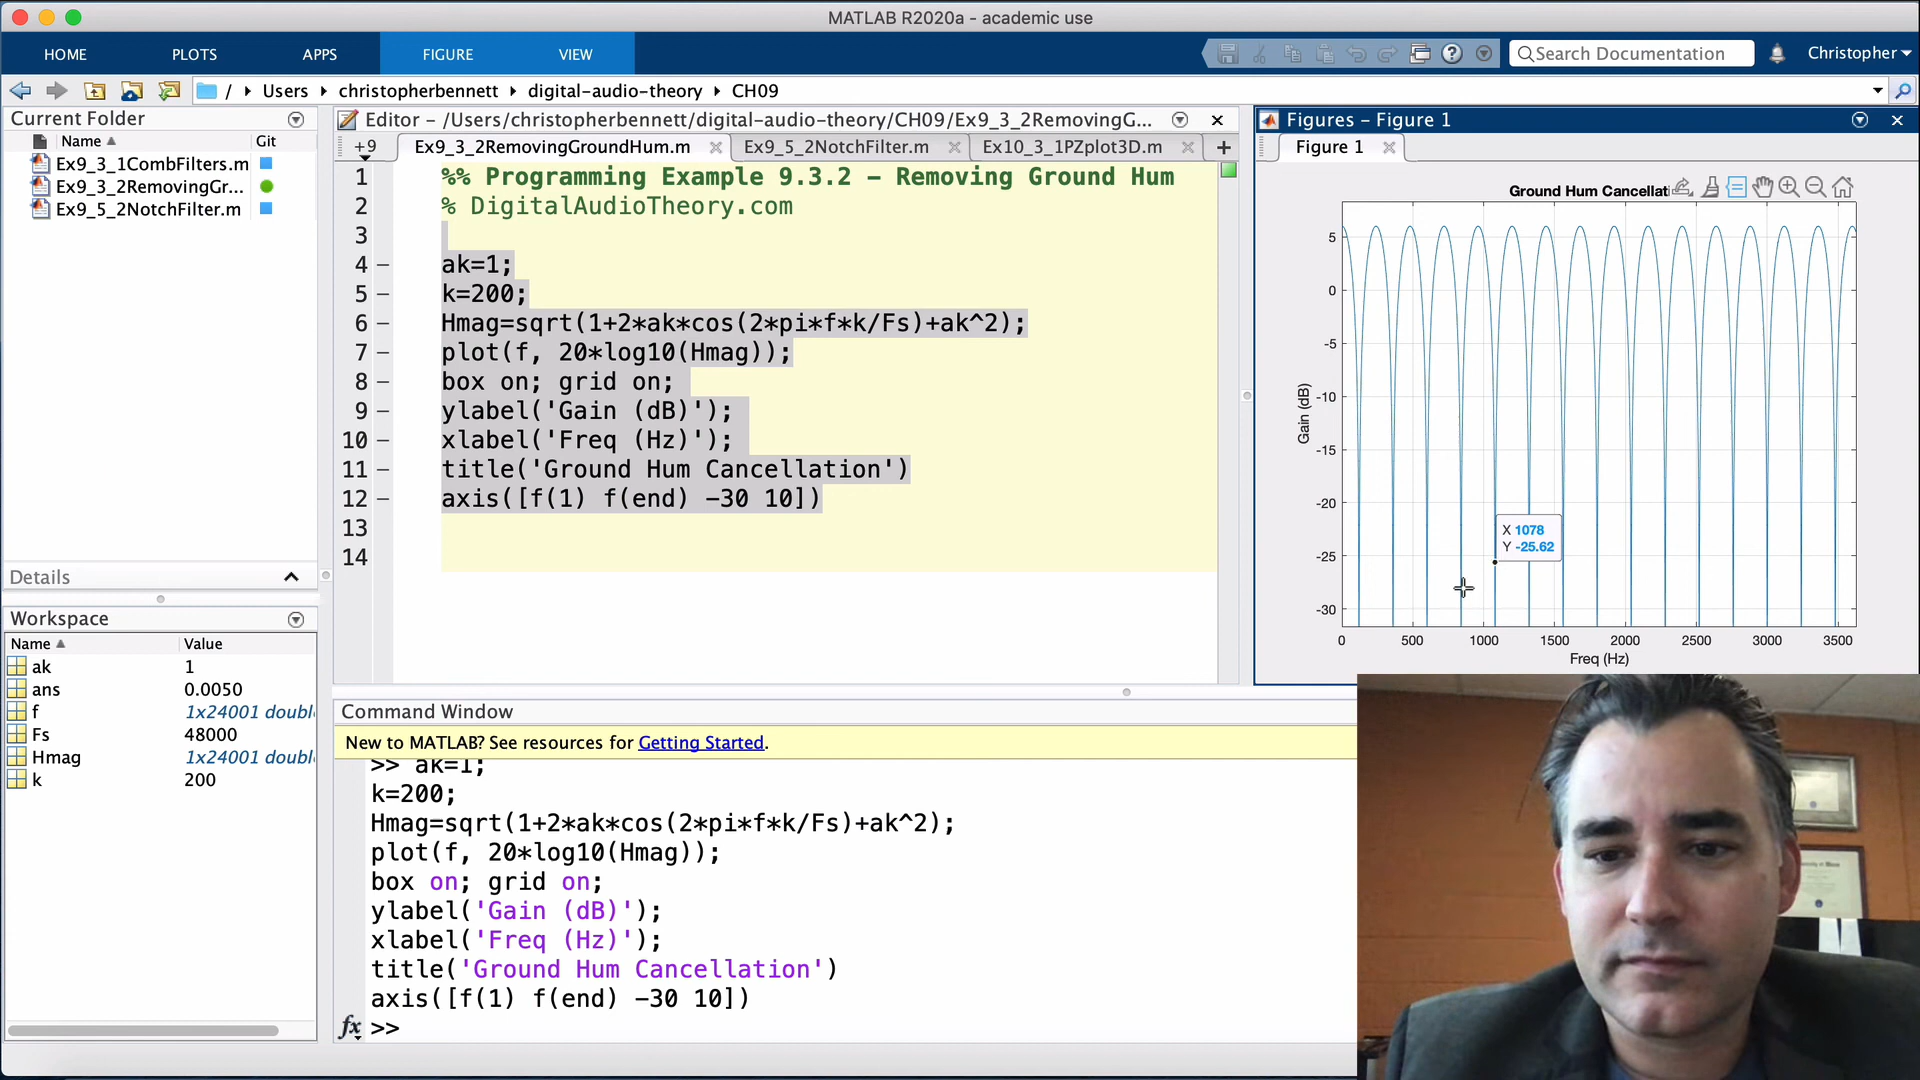 MATLAB R2020a - academic use
HOME PLOTS APPS FIGURE VIEW
Search Documentation
Christopher
/ Users christopherbennett digital-audio-theory CH09
Current Folder
Name Git
Ex9_3_1CombFilters.m
Ex9_3_2RemovingGr...
Ex9_5_2NotchFilter.m
Details
Workspace
Name Value
ak 1
ans 0.0050
f 1x24001 doubl
Fs 48000
Hmag 1x24001 doubl
k 200
Editor - /Users/christopherbennett/digital-audio-theory/CH09/Ex9_3_2RemovingG...
+9 Ex9_3_2RemovingGroundHum.m Ex9_5_2NotchFilter.m Ex10_3_1PZplot3D.m +
1 %% Programming Example 9.3.2 - Removing Ground Hum
2 % DigitalAudioTheory.com
3
4 - ak=1;
5 - k=200;
6 - Hmag=sqrt(1+2*ak*cos(2*pi*f*k/Fs)+ak^2);
7 - plot(f, 20*log10(Hmag));
8 - box on; grid on;
9 - ylabel('Gain (dB)');
10 - xlabel('Freq (Hz)');
11 - title('Ground Hum Cancellation')
12 - axis([f(1) f(end) -30 10])
13
14
Figures - Figure 1
Figure 1
Ground Hum Cancellati
5
0
-5
-10
-15
-20
-25
-30
Gain (dB)
X 1078
Y -25.62
0 500 1000 1500 2000 2500 3000 3500
Freq (Hz)
Command Window
New to MATLAB? See resources for Getting Started.
>> ak=1;
k=200;
Hmag=sqrt(1+2*ak*cos(2*pi*f*k/Fs)+ak^2);
plot(f, 20*log10(Hmag));
box on; grid on;
ylabel('Gain (dB)');
xlabel('Freq (Hz)');
title('Ground Hum Cancellation')
axis([f(1) f(end) -30 10])
fx >>